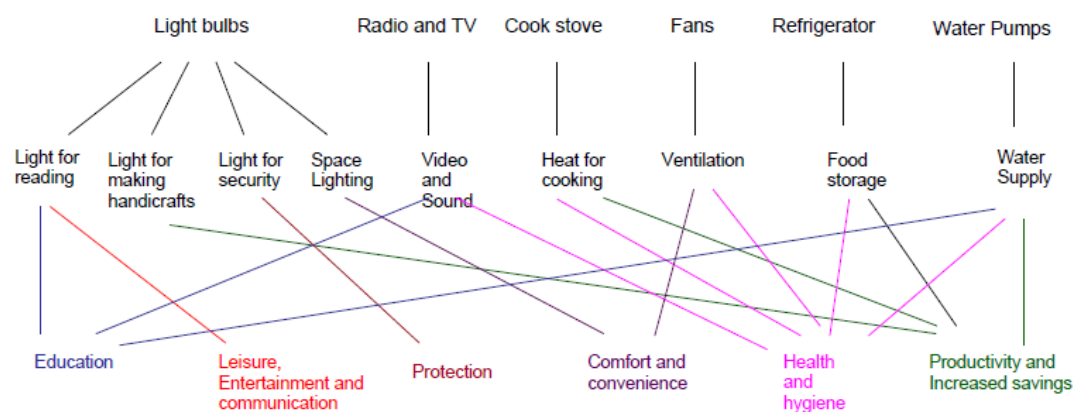 Light bulbs
Radio and TV
Cook stove
Fans
Refrigerator
Water Pumps
Light for
reading
Light for
making
handicrafts
Light for
security
Space
Lighting
Video
and
Sound
Heat for
cooking
Ventilation
Food
storage
Water
Supply
Education
Leisure,
Entertainment and
communication
Protection
Comfort and
convenience
Health
and
hygiene
Productivity and
Increased savings